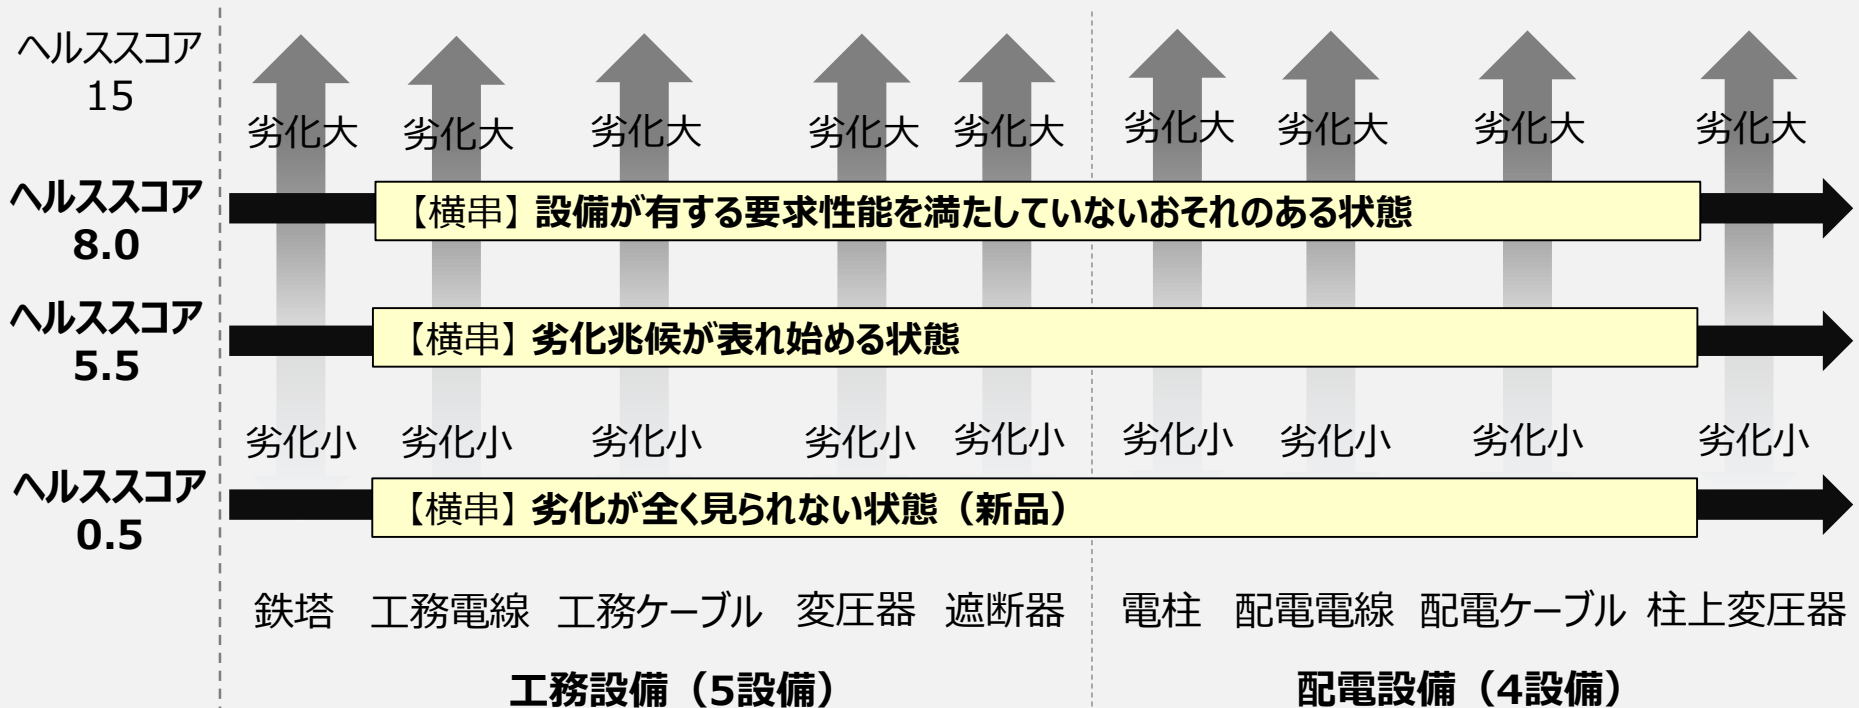 ヘルススコア
15
劣化大 劣化大 劣化大 劣化大 劣化大 劣化大 劣化大 劣化大 劣化大
ヘルススコア
8.0
【横串】設備が有する要求性能を満たしていないおそれのある状態
ヘルススコア
5.5
【横串】劣化兆候が表れ始める状態
劣化小 劣化小 劣化小 劣化小 劣化小 劣化小 劣化小 劣化小 劣化小
ヘルススコア
0.5
【横串】劣化が全く見られない状態（新品）
鉄塔 工務電線 工務ケーブル 変圧器 遮断器 電柱 配電電線 配電ケーブル 柱上変圧器
工務設備（5設備） 配電設備（4設備）